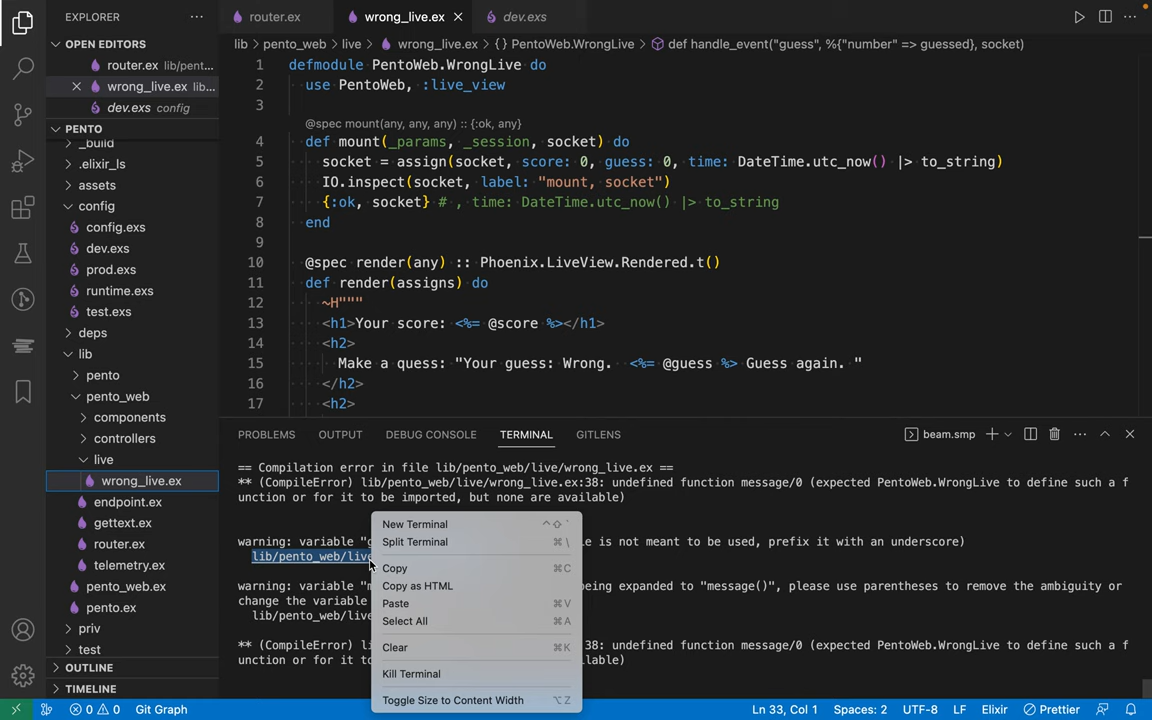 EXPLORER
router.ex
wrong_live.ex
dev.exs
OPEN EDITORS
router.ex lib/pent...
wrong_live.ex lib...
dev.exs config
PENTO
_build
.elixir_ls
assets
config
config.exs
dev.exs
prod.exs
runtime.exs
test.exs
deps
lib
pento
pento_web
components
controllers
live
wrong_live.ex
endpoint.ex
gettext.ex
router.ex
telemetry.ex
pento_web.ex
pento.ex
priv
test
OUTLINE
TIMELINE
lib > pento_web > live > wrong_live.ex > {} PentoWeb.WrongLive > def handle_event("guess", %{"number" => guessed}, socket)
1 defmodule PentoWeb.WrongLive do
2 use PentoWeb, :live_view
3
@spec mount(any, any, any) :: {:ok, any}
4 def mount(_params, _session, socket) do
5 socket = assign(socket, score: 0, guess: 0, time: DateTime.utc_now() |> to_string)
6 IO.inspect(socket, label: "mount, socket")
7 {:ok, socket} # , time: DateTime.utc_now() |> to_string
8 end
9
10 @spec render(any) :: Phoenix.LiveView.Rendered.t()
11 def render(assigns) do
12 ~H"""
13 <h1>Your score: <%= @score %></h1>
14 <h2>
15 Make a quess: "Your guess: Wrong. <%= @guess %> Guess again. "
16 </h2>
17 <h2>
PROBLEMS OUTPUT DEBUG CONSOLE TERMINAL GITLENS
beam.smp
== Compilation error in file lib/pento_web/live/wrong_live.ex ==
** (CompileError) lib/pento_web/live/wrong_live.ex:38: undefined function message/0 (expected PentoWeb.WrongLive to define such a f
unction or for it to be imported, but none are available)
warning: variable "g le is not meant to be used, prefix it with an underscore)
lib/pento_web/live
warning: variable "m being expanded to "message()", please use parentheses to remove the ambiguity or
change the variable
lib/pento_web/live
** (CompileError) l 38: undefined function message/0 (expected PentoWeb.WrongLive to define such a f
unction or for it to lable)
New Terminal ⌃⇧`
Split Terminal ⌘\
Copy ⌘C
Copy as HTML
Paste ⌘V
Select All ⌘A
Clear ⌘K
Kill Terminal
Toggle Size to Content Width ⌥Z
0 0 Git Graph
Ln 33, Col 1 Spaces: 2 UTF-8 LF Elixir Prettier